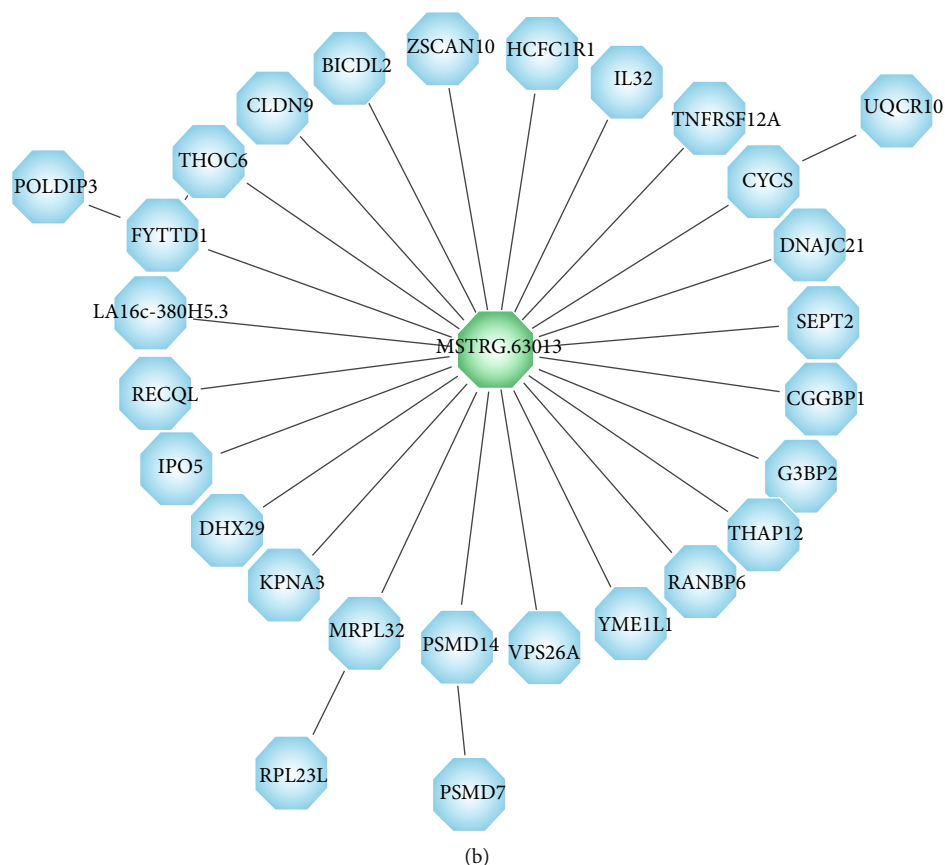 ZSCAN10
HCFC1R1
BICDL2
IL32
CLDN9
TNFRSF12A
UQCR10
THOC6
CYCS
POLDIP3
FYTTD1
DNAJC21
LA16c-380H5.3
SEPT2
MSTRG.63013
RECQL
CGGBP1
IPO5
G3BP2
DHX29
THAP12
KPNA3
RANBP6
MRPL32
PSMD14
VPS26A
YME1L1
RPL23L
PSMD7
(b)